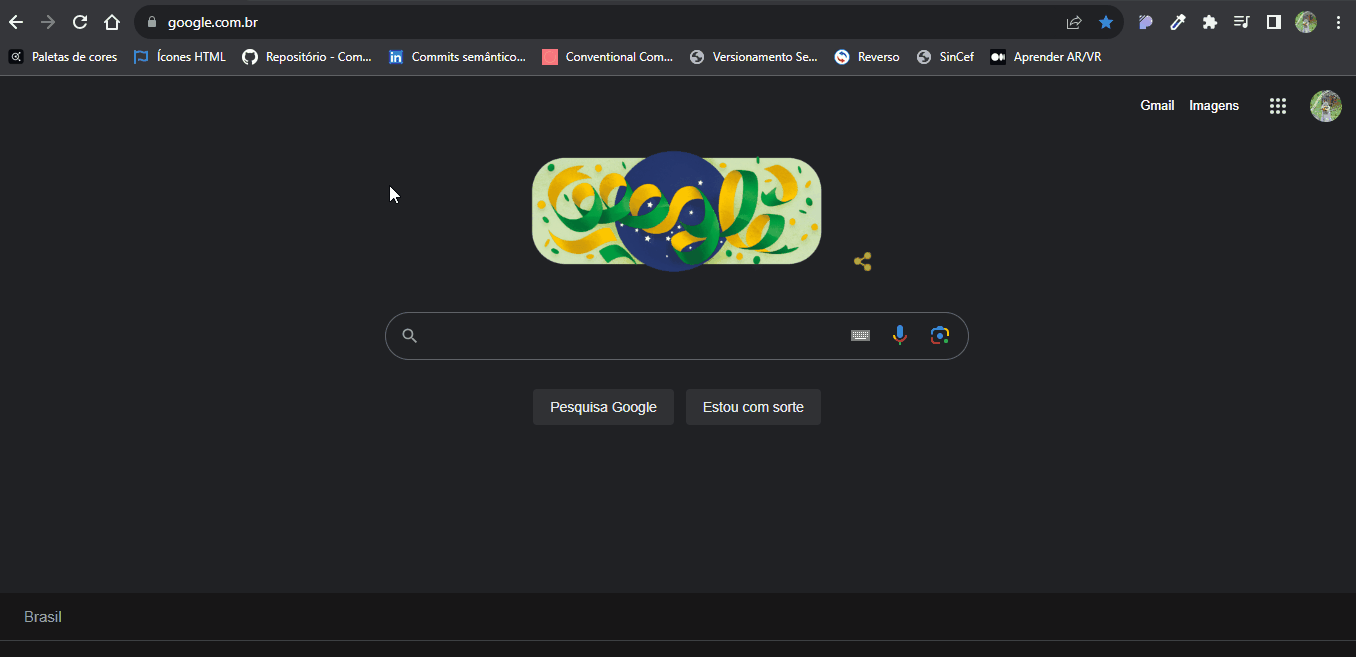 google.com.br
Paletas de cores
Ícones HTML
Repositório - Com...
Commits semântico...
Conventional Com...
Versionamento Se...
Reverso
SinCef
Aprender AR/VR
Gmail
Imagens
Google
Pesquisa Google
Estou com sorte
Brasil